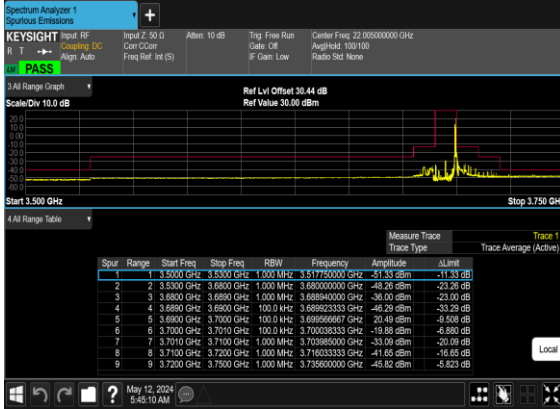 Spectrum Analyzer 1
Spurious Emissions
+
KEYSIGHT Input: RF Input Z: 50 Ω Atten: 10 dB Trig: Free Run Center Freq: 22.005000000 GHz
R T Coupling: DC Corr CCorr Gate: Off Avg|Hold: 100/100
Align: Auto Freq Ref: Int (S) IF Gain: Low Radio Std: None
PASS
3 All Range Graph Ref Lvl Offset 30.44 dB
Scale/Div 10.0 dB Ref Value 30.00 dBm
20.0
10.0
0.00
-10.0
-20.0
-30.0
-40.0
-50.0
-60.0
Start 3.500 GHz Stop 3.750 GH
4 All Range Table
Measure Trace Trace 1
Trace Type Trace Average (Active)
Spur Range Start Freq Stop Freq RBW Frequency Amplitude ΔLimit
1 1 3.5000 GHz 3.5300 GHz 1.000 MHz 3.517750000 GHz -51.33 dBm -11.33 dB
2 2 3.5300 GHz 3.6800 GHz 1.000 MHz 3.680000000 GHz -48.26 dBm -23.26 dB
3 3 3.6800 GHz 3.6890 GHz 1.000 MHz 3.688940000 GHz -36.00 dBm -23.00 dB
4 4 3.6890 GHz 3.6900 GHz 100.0 kHz 3.689923333 GHz -46.29 dBm -33.29 dB
5 5 3.6900 GHz 3.7000 GHz 100.0 kHz 3.699566667 GHz 20.49 dBm -9.508 dB
6 6 3.7000 GHz 3.7010 GHz 100.0 kHz 3.700038333 GHz -19.88 dBm -6.880 dB
7 7 3.7010 GHz 3.7100 GHz 1.000 MHz 3.703985000 GHz -33.09 dBm -20.09 dB
8 8 3.7100 GHz 3.7200 GHz 1.000 MHz 3.716033333 GHz -41.65 dBm -16.65 dB
9 9 3.7200 GHz 3.7500 GHz 1.000 MHz 3.735600000 GHz -45.82 dBm -5.823 dB
Local
? May 12, 2024
5:45:10 AM